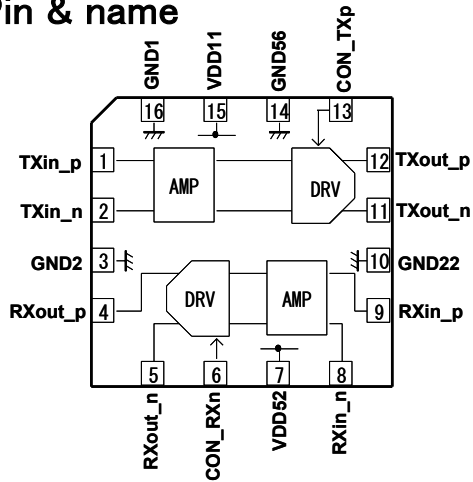 Pin & name
GND1
VDD11
GND56
CON_TXp
16
15
14
13
TXin_p
1
AMP
DRV
12
TXout_p
TXin_n
2
11
TXout_n
GND2
3
10
GND22
RXout_p
4
DRV
AMP
9
RXin_p
5
6
7
8
RXout_n
CON_RXn
VDD52
RXin_n